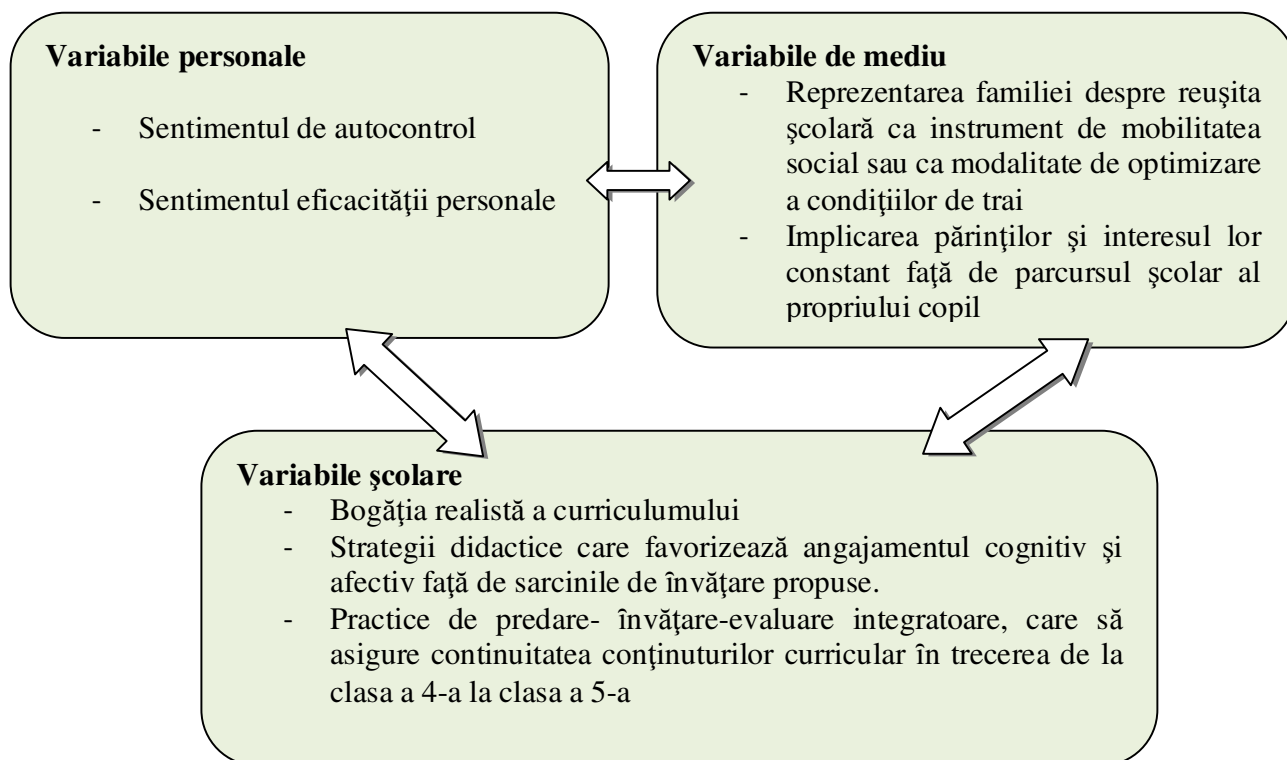 Variabile personale
- Sentimentul de autocontrol
- Sentimentul eficacităţii personale
Variabile de mediu
- Reprezentarea familiei despre reuşita
şcolară ca instrument de mobilitatea
social sau ca modalitate de optimizare
a condiţiilor de trai
- Implicarea părinţilor şi interesul lor
constant faţă de parcursul şcolar al
propriului copil
Variabile şcolare
- Bogăţia realistă a curriculumului
- Strategii didactice care favorizează angajamentul cognitiv şi
afectiv faţă de sarcinile de învăţare propuse.
- Practice de predare- învăţare-evaluare integratoare, care să
asigure continuitatea conţinuturilor curricular în trecerea de la
clasa a 4-a la clasa a 5-a